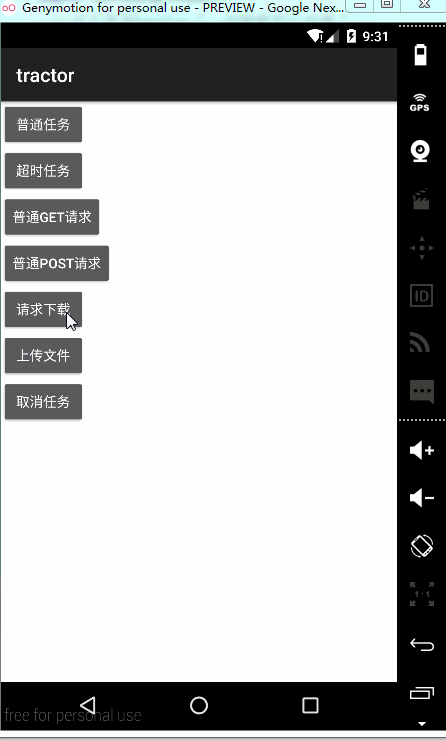 Genymotion for personal use - PREVIEW - Google Nex...
9:31
tractor
普通任务
超时任务
普通GET请求
普通POST请求
请求下载
上传文件
取消任务
GPS
ID
1:1
free for personal use